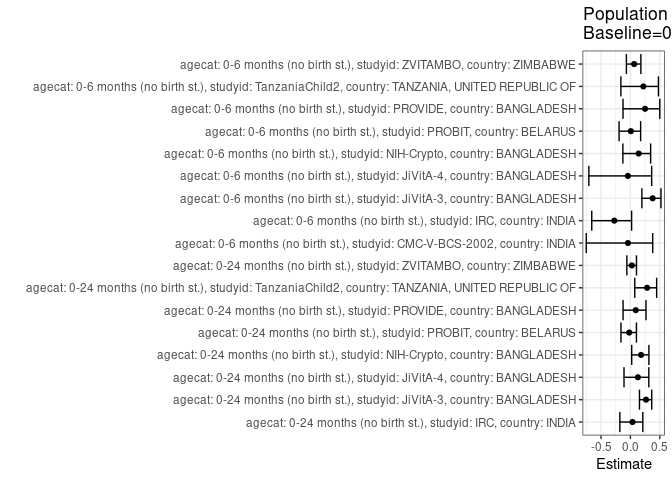 Population
Baseline=0
agecat: 0-6 months (no birth st.), studyid: ZVITAMBO, country: ZIMBABWE
agecat: 0-6 months (no birth st.), studyid: TanzaniaChild2, country: TANZANIA, UNITED REPUBLIC OF
agecat: 0-6 months (no birth st.), studyid: PROVIDE, country: BANGLADESH
agecat: 0-6 months (no birth st.), studyid: PROBIT, country: BELARUS
agecat: 0-6 months (no birth st.), studyid: NIH-Crypto, country: BANGLADESH
agecat: 0-6 months (no birth st.), studyid: JiVitA-4, country: BANGLADESH
agecat: 0-6 months (no birth st.), studyid: JiVitA-3, country: BANGLADESH
agecat: 0-6 months (no birth st.), studyid: IRC, country: INDIA
agecat: 0-6 months (no birth st.), studyid: CMC-V-BCS-2002, country: INDIA
agecat: 0-24 months (no birth st.), studyid: ZVITAMBO, country: ZIMBABWE
agecat: 0-24 months (no birth st.), studyid: TanzaniaChild2, country: TANZANIA, UNITED REPUBLIC OF
agecat: 0-24 months (no birth st.), studyid: PROVIDE, country: BANGLADESH
agecat: 0-24 months (no birth st.), studyid: PROBIT, country: BELARUS
agecat: 0-24 months (no birth st.), studyid: NIH-Crypto, country: BANGLADESH
agecat: 0-24 months (no birth st.), studyid: JiVitA-4, country: BANGLADESH
agecat: 0-24 months (no birth st.), studyid: JiVitA-3, country: BANGLADESH
agecat: 0-24 months (no birth st.), studyid: IRC, country: INDIA
-0.5 0.0 0.5
Estimate